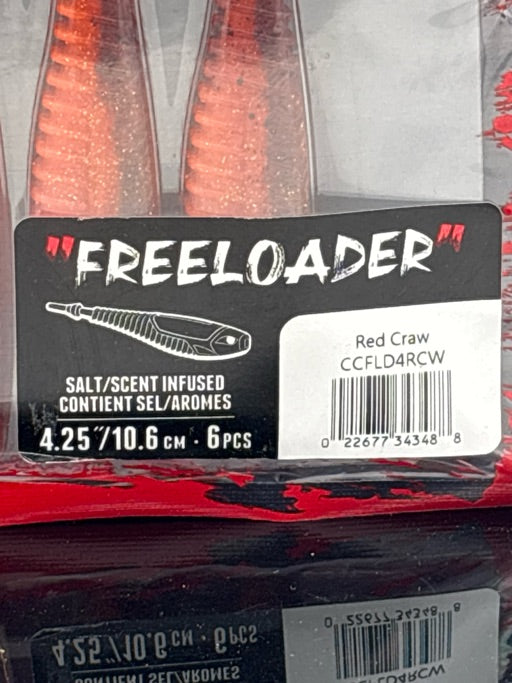 "FREELOADER"
SALT/SCENT INFUSED
CONTIENT SEL/AROMES
4.25"/10.6 CM · 6 PCS
Red Craw
CCFLD4RCW
0 22677 34348 8